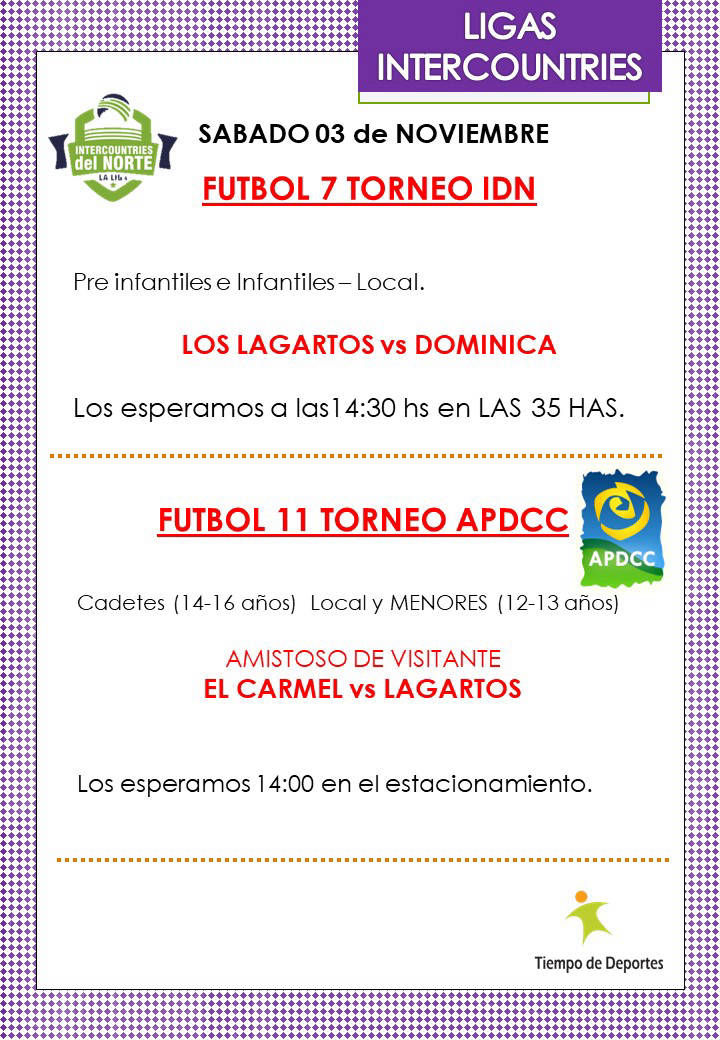 LIGAS
INTERCOUNTRIES
INTERCOUNTRIES
del NORTE
LA LIGA
SABADO 03 de NOVIEMBRE
FUTBOL 7 TORNEO IDN
Pre infantiles e Infantiles – Local.
LOS LAGARTOS vs DOMINICA
Los esperamos a las14:30 hs en LAS 35 HAS.
FUTBOL 11 TORNEO APDCC
APDCC
Cadetes (14-16 años) Local y MENORES (12-13 años)
AMISTOSO DE VISITANTE
EL CARMEL vs LAGARTOS
Los esperamos 14:00 en el estacionamiento.
Tiempo de Deportes